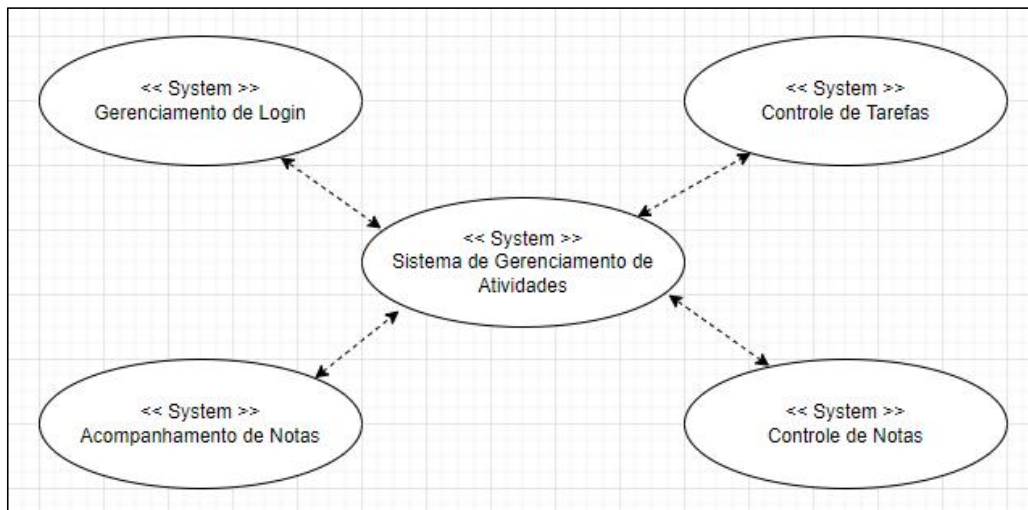 << System >>
Gerenciamento de Login
<< System >>
Controle de Tarefas
<< System >>
Sistema de Gerenciamento de
Atividades
<< System >>
Acompanhamento de Notas
<< System >>
Controle de Notas